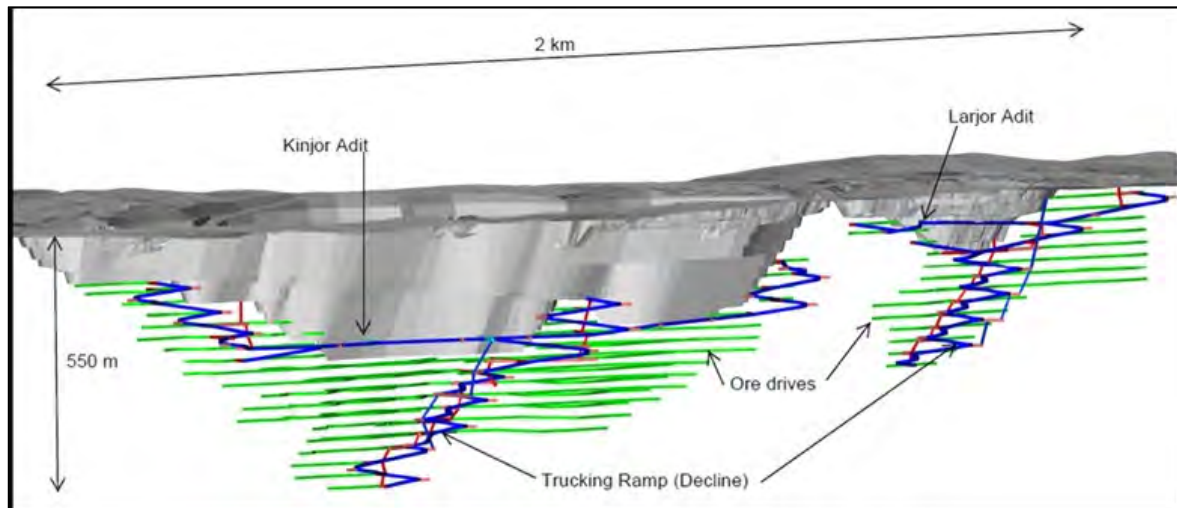 2 km
Larjor Adit
Kinjor Adit
550 m
Ore drives
Trucking Ramp (Decline)